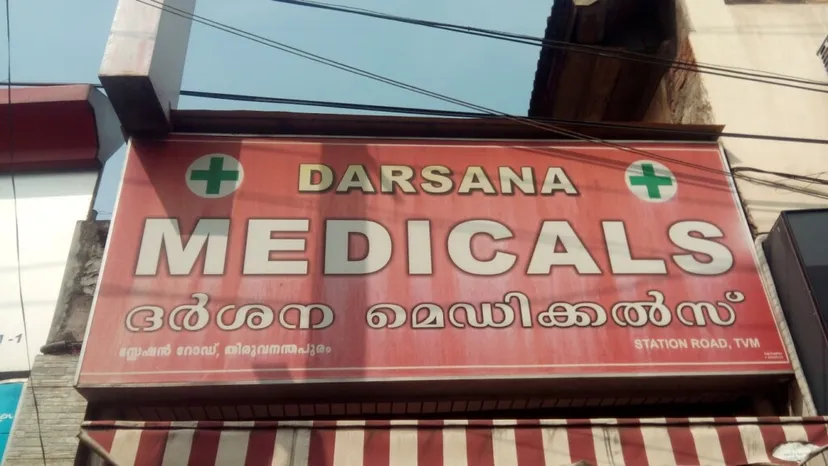 DARSANA
MEDICALS
ദർശന മെഡിക്കൽസ്
സ്റ്റേഷൻ റോഡ്, തിരുവനന്തപുരം
STATION ROAD, TVM